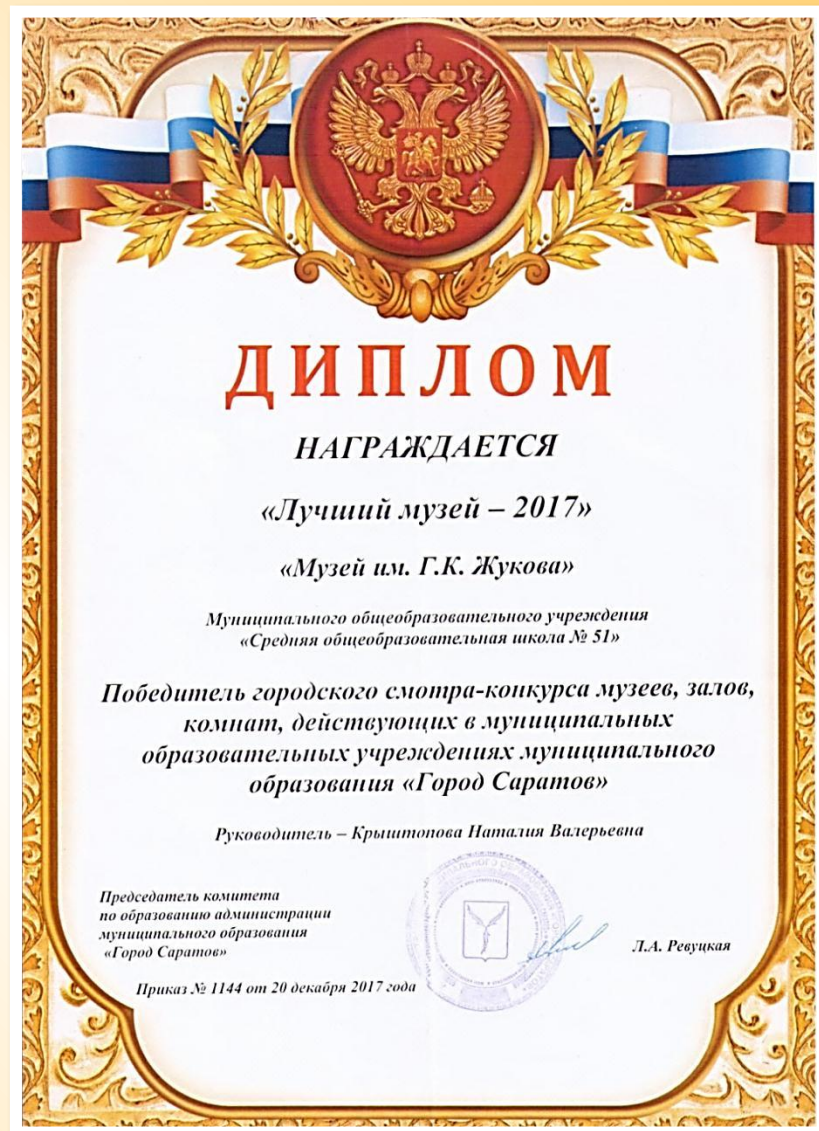 ДИПЛОМ
НАГРАЖДАЕТСЯ
«Лучший музей – 2017»
«Музей им. Г.К. Жукова»
Муниципального общеобразовательного учреждения
«Средняя общеобразовательная школа № 51»
Победитель городского смотра-конкурса музеев, залов,
комнат, действующих в муниципальных
образовательных учреждениях муниципального
образования «Город Саратов»
Руководитель – Крыштопова Наталия Валерьевна
Председатель комитета
по образованию администрации
муниципального образования
«Город Саратов»
Л.А. Ревуцкая
Приказ № 1144 от 20 декабря 2017 года